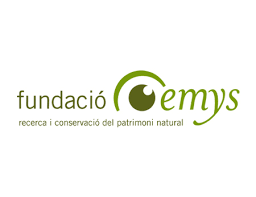 fundació emys
recerca i conservació del patrimoni natural